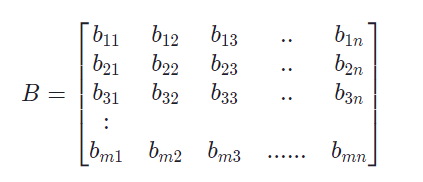 b₁₁ b₁₂ b₁₃ .. b₁ₙ
b₂₁ b₂₂ b₂₃ .. b₂ₙ
B = b₃₁ b₃₂ b₃₃ .. b₃ₙ
:
bₘ₁ bₘ₂ bₘ₃ ...... bₘₙ